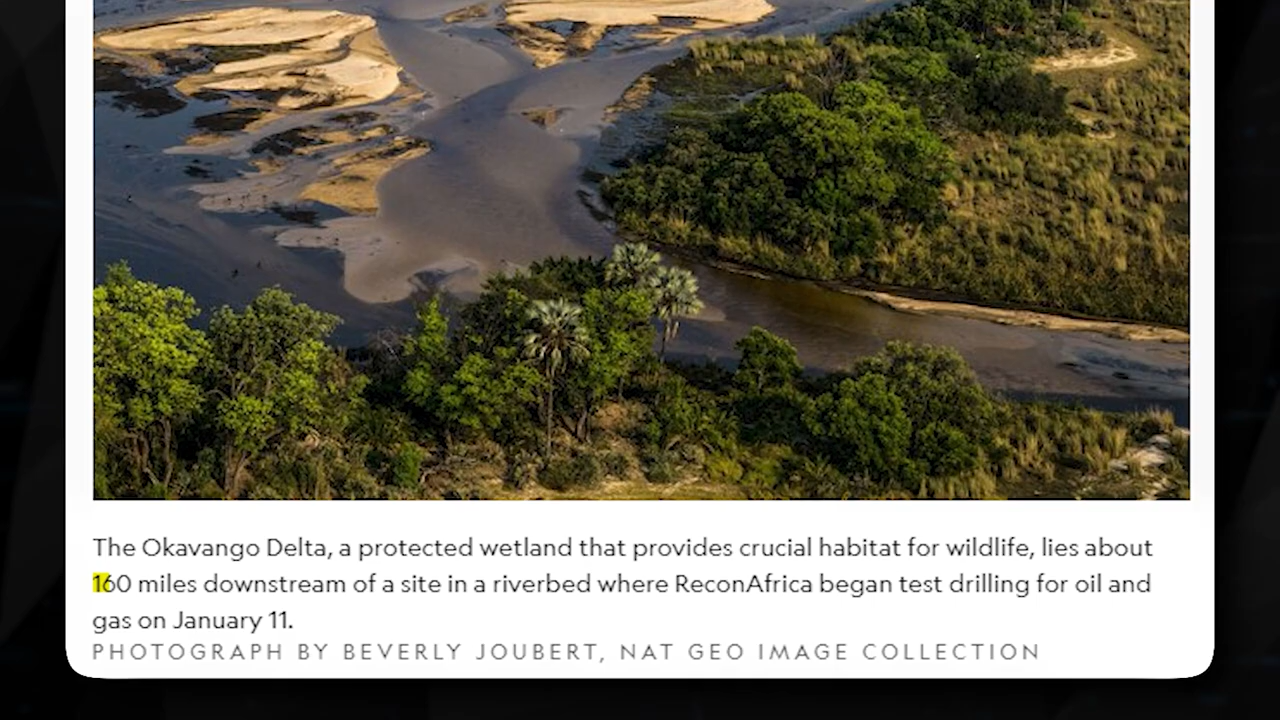 The Okavango Delta, a protected wetland that provides crucial habitat for wildlife, lies about
160 miles downstream of a site in a riverbed where ReconAfrica began test drilling for oil and
gas on January 11.
PHOTOGRAPH BY BEVERLY JOUBERT, NAT GEO IMAGE COLLECTION